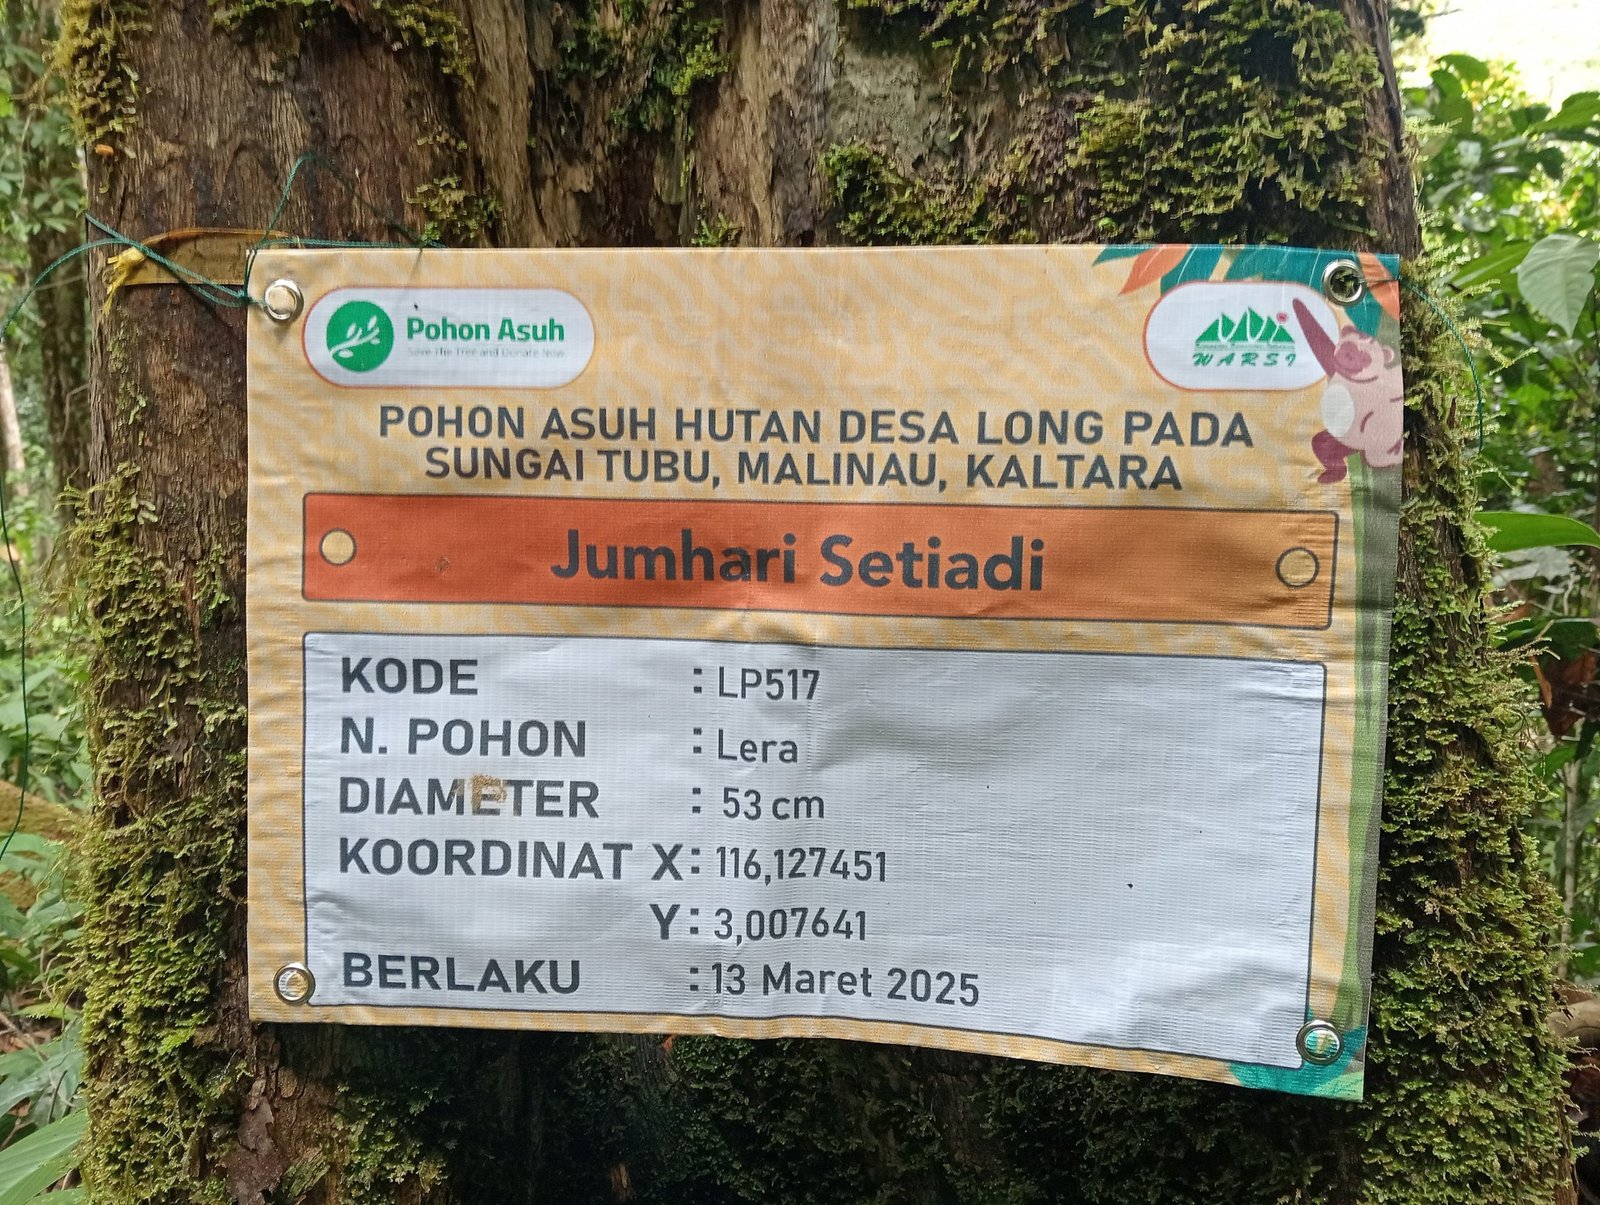 Pohon Asuh
Save The Tree and Donate Now
WARSI
POHON ASUH HUTAN DESA LONG PADA
SUNGAI TUBU, MALINAU, KALTARA
Jumhari Setiadi
KODE : LP517
N. POHON : Lera
DIAMETER : 53 cm
KOORDINAT X : 116,127451
Y : 3,007641
BERLAKU : 13 Maret 2025